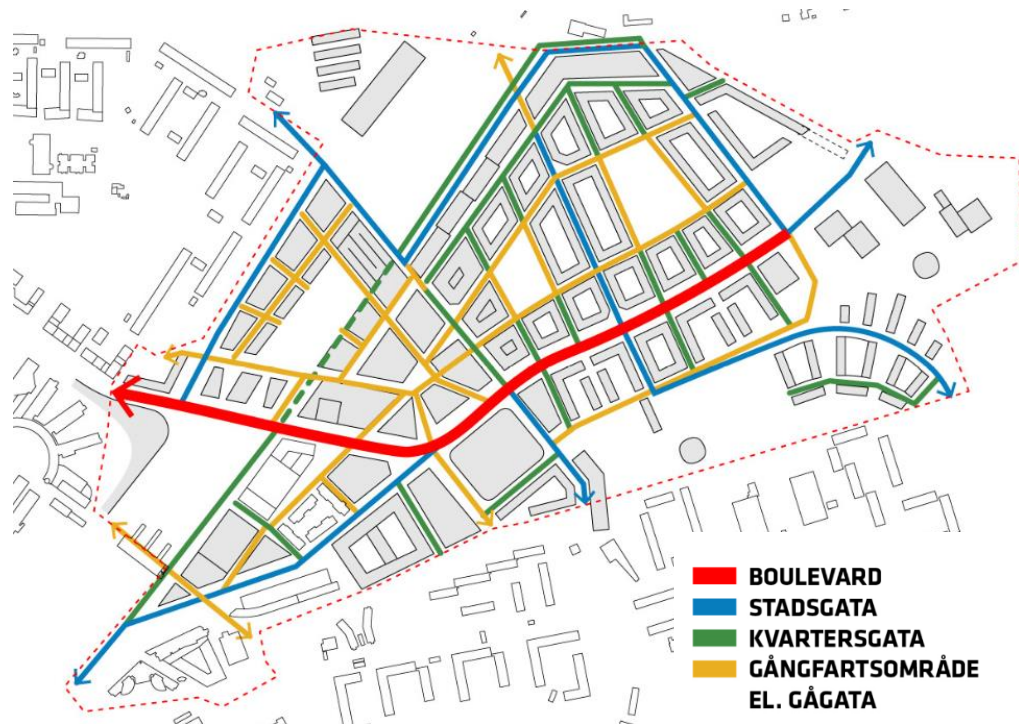 BOULEVARD
STADSGATA
KVARTERSGATA
GÅNGFARTSOMRÅDE
EL. GÅGATA